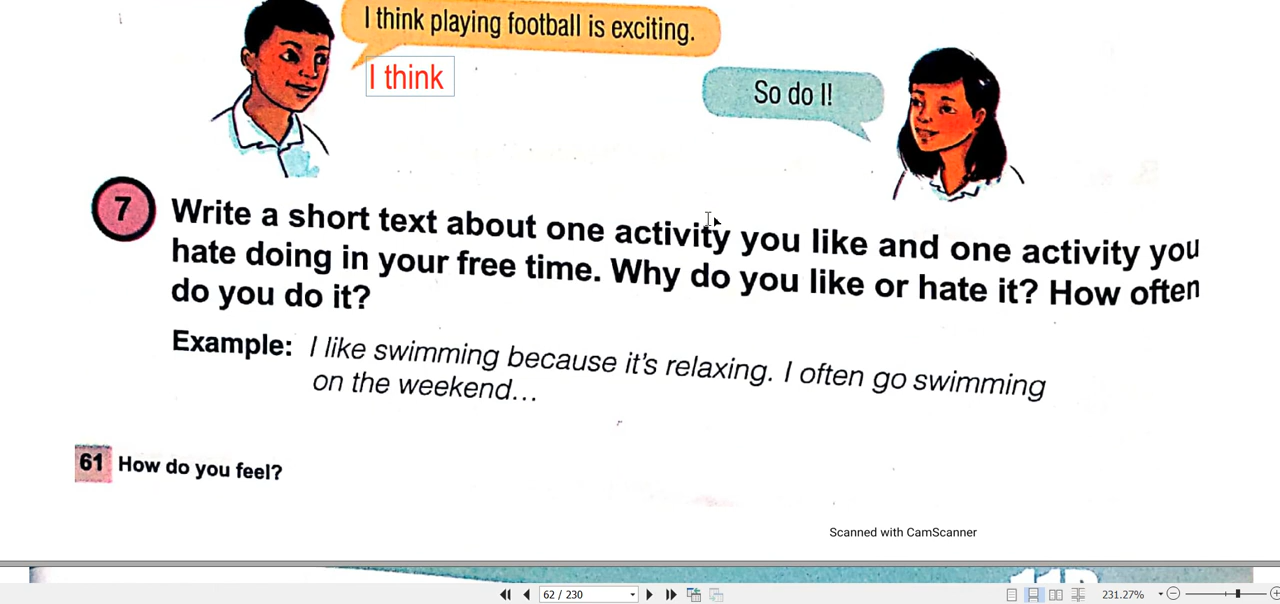 I think playing football is exciting.
I think
So do I!
7 Write a short text about one activity you like and one activity you
hate doing in your free time. Why do you like or hate it? How often
do you do it?
Example: I like swimming because it's relaxing. I often go swimming
on the weekend...
61 How do you feel?
Scanned with CamScanner
62 / 230
231.27%